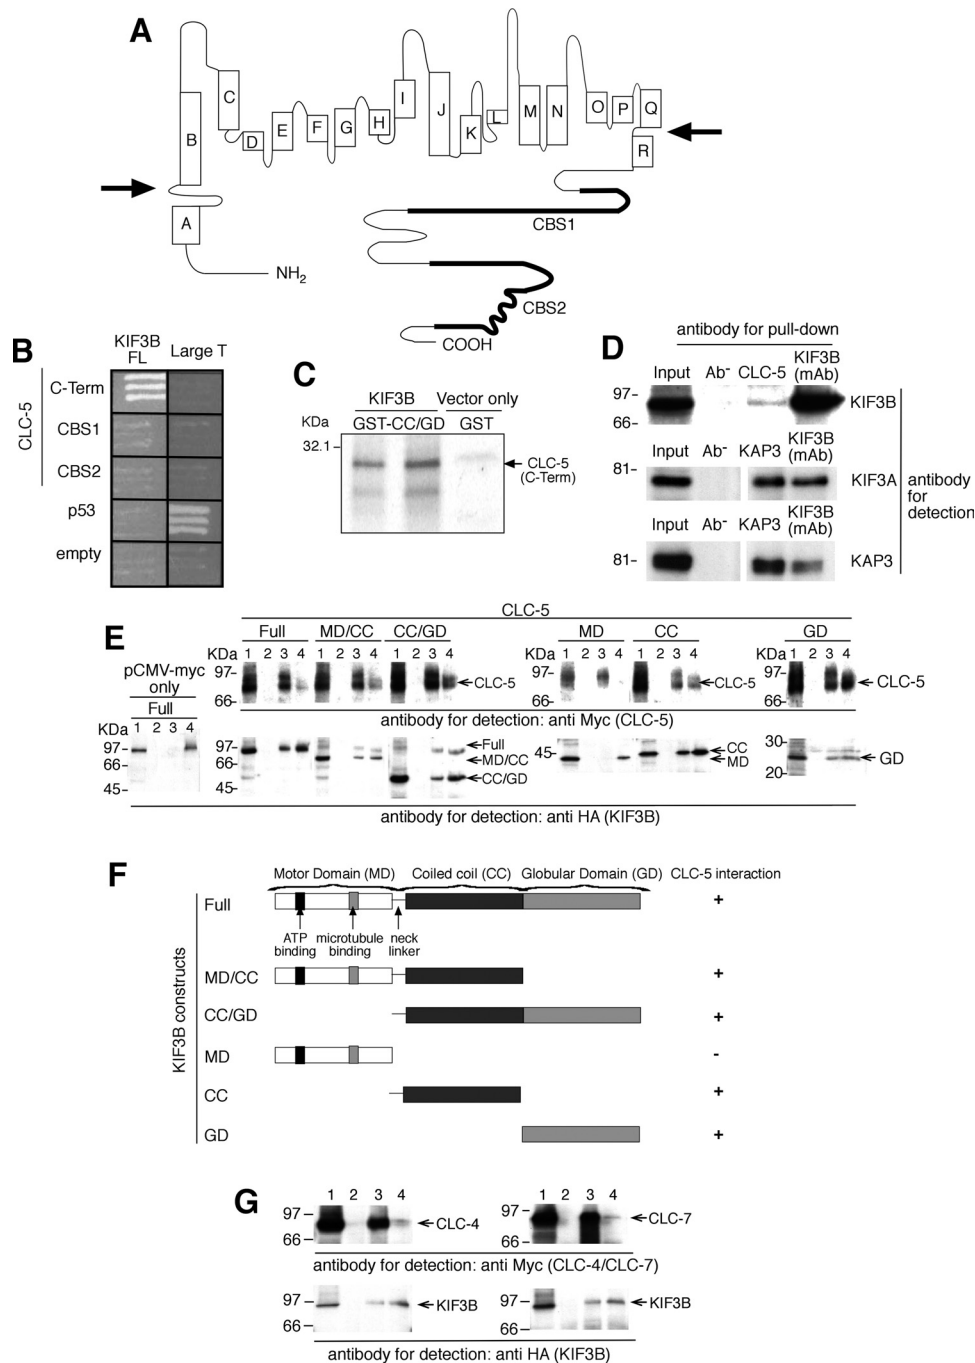 A
B
C
D
E
F
G
H
I
J
K
L
M
N
O
P
Q
R
A
NH2
CBS1
CBS2
COOH
B
KIF3B FL
Large T
CLC-5
C-Term
CBS1
CBS2
p53
empty
C
KIF3B
Vector only
KDa
GST-CC/GD
GST
32.1
CLC-5
(C-Term)
D
antibody for pull-down
Input Ab- CLC-5 KIF3B (mAb)
97-
66-
KIF3B
Input Ab- KAP3 KIF3B (mAb)
81-
KIF3A
Input Ab- KAP3 KIF3B (mAb)
81-
KAP3
antibody for detection
E
CLC-5
Full MD/CC CC/GD MD CC GD
KDa 1 2 3 4 1 2 3 4 1 2 3 4 KDa 1 2 3 4 1 2 3 4 KDa 1 2 3 4
97-
66-
CLC-5
97-
66-
CLC-5
97-
66-
CLC-5
antibody for detection: anti Myc (CLC-5)
pCMV-myc only
Full
KDa 1 2 3 4
97
66
45-
97-
66-
45-
Full
MD/CC
CC/GD
45-
CC
MD
30-
20-
GD
antibody for detection: anti HA (KIF3B)
F
Motor Domain (MD) Coiled coil (CC) Globular Domain (GD) CLC-5 interaction
KIF3B constructs
Full +
ATP binding
microtubule binding
neck linker
MD/CC +
CC/GD +
MD -
CC +
GD +
G
1 2 3 4 1 2 3 4
97-
66-
CLC-4
97-
66-
CLC-7
antibody for detection: anti Myc (CLC-4/CLC-7)
97-
66-
KIF3B
97-
66-
KIF3B
antibody for detection: anti HA (KIF3B)